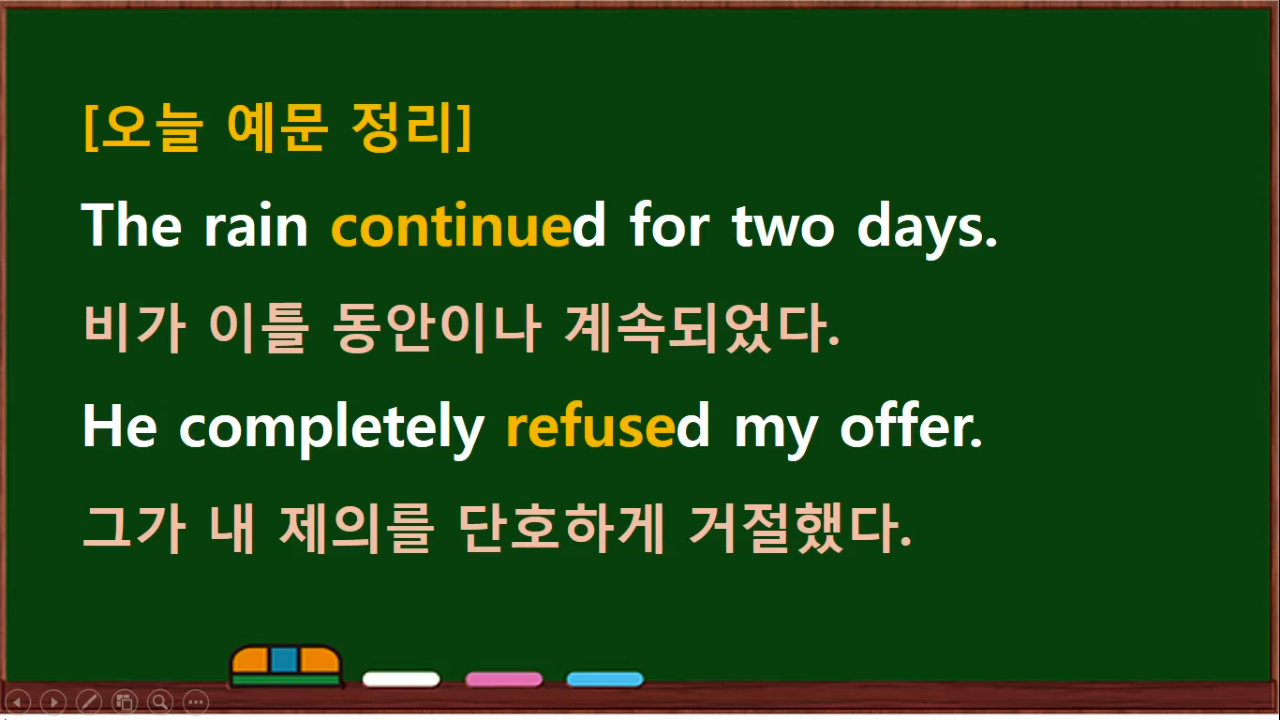 [오늘 예문 정리]
The rain continued for two days.
비가 이틀 동안이나 계속되었다.
He completely refused my offer.
그가 내 제의를 단호하게 거절했다.